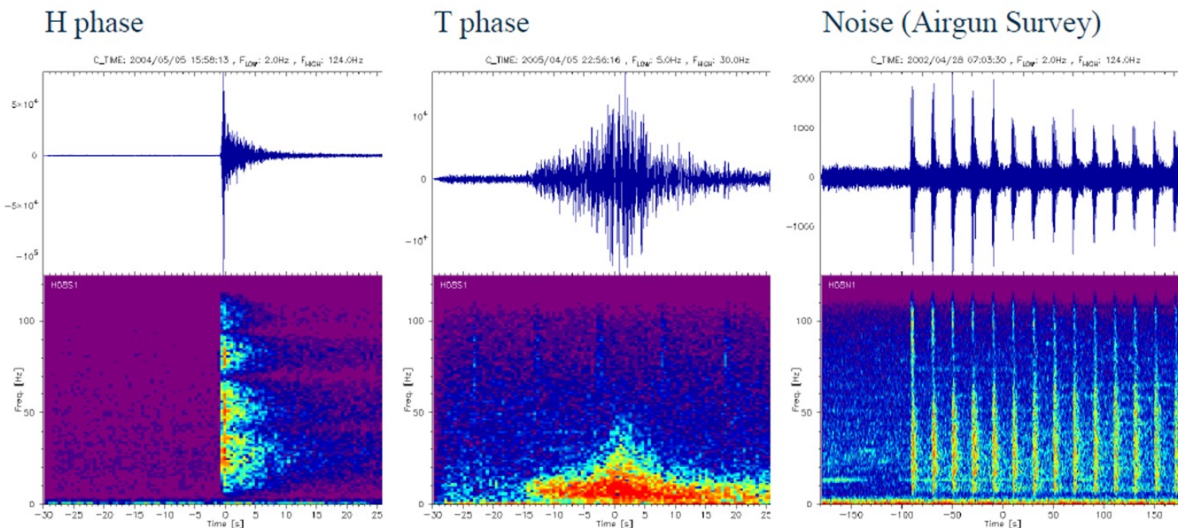 H phase
T phase
Noise (Airgun Survey)
C_TIME: 2004/05/05 15:58:13 , F_LOW: 2.0Hz , F_HIGH: 124.0Hz
C_TIME: 2005/04/05 22:56:16 , F_LOW: 5.0Hz , F_HIGH: 30.0Hz
C_TIME: 2002/04/28 07:03:30 , F_LOW: 2.0Hz , F_HIGH: 124.0Hz
5×10⁴
0
−5×10⁴
−10⁵
10⁴
0
−10⁴
2000
1000
0
−1000
H08S1
H08S1
H08N1
Freq. [Hz]
100
50
0
Freq. [Hz]
100
50
0
Freq. [Hz]
100
50
0
−30 −25 −20 −15 −10 −5 0 5 10 15 20 25
−30 −25 −20 −15 −10 −5 0 5 10 15 20 25
−150 −100 −50 0 50 100 150
Time [s]
Time [s]
Time [s]